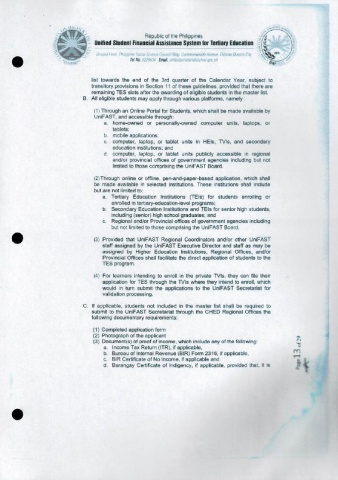 Republic of the Philippines
Unified Student Financial Assistance System for Tertiary Education
list towards the end of the 3rd quarter of the Calendar Year, subject to
transitory provisions in Section 11 of these guidelines, provided that there are
remaining TES slots after the awarding of eligible students in the master list.
B. All eligible students may apply through various platforms, namely:
(1) Through an Online Portal for Students, which shall be made available by
UniFAST, and accessible through:
a. home-owned or personally-owned computer units, laptops, or
tablets;
b. mobile applications;
c. computer, laptop, or tablet units in HEIs, TVIs, and secondary
education institutions; and
d. computer, laptop, or tablet units publicly accessible in regional
and/or provincial offices of government agencies including but not
limited to those comprising the UniFAST Board.
(2)Through online or offline, pen-and-paper-based application, which shall
be made available in selected institutions. These institutions shall include
but are not limited to:
a. Tertiary Education Institutions (TEIs) for students enrolling or
enrolled in tertiary-education-level programs;
b. Secondary Education Institutions and TEIs for senior high students,
including (senior) high school graduates; and
c. Regional and/or Provincial offices of government agencies including
but not limited to those comprising the UniFAST Board.
(3) Provided that UniFAST Regional Coordinators and/or other UniFAST
staff assigned by the UniFAST Executive Director and staff as may be
assigned by Higher Education Institutions, Regional Offices, and/or
Provincial Offices shall facilitate the direct application of students to the
TES program.
(4) For learners intending to enroll in the private TVIs, they can file their
application for TES through the TVIs where they intend to enroll, which
would in turn submit the applications to the UniFAST Secretariat for
validation processing.
C. If applicable, students not included in the master list shall be required to
submit to the UniFAST Secretariat through the CHED Regional Offices the
following documentary requirements:
(1) Completed application form
(2) Photograph of the applicant
(3) Document(s) of proof of income, which include any of the following:
a. Income Tax Return (ITR), if applicable,
b. Bureau of Internal Revenue (BIR) Form 2316, if applicable,
c. BIR Certificate of No Income, if applicable and
d. Barangay Certificate of Indigency, if applicable, provided that, it is
Page 13 of 23